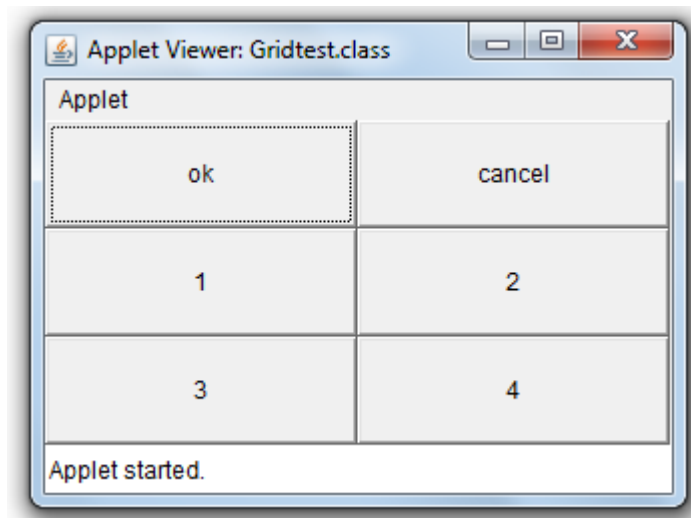 Applet Viewer: Gridtest.class
Applet
ok cancel
1 2
3 4
Applet started.